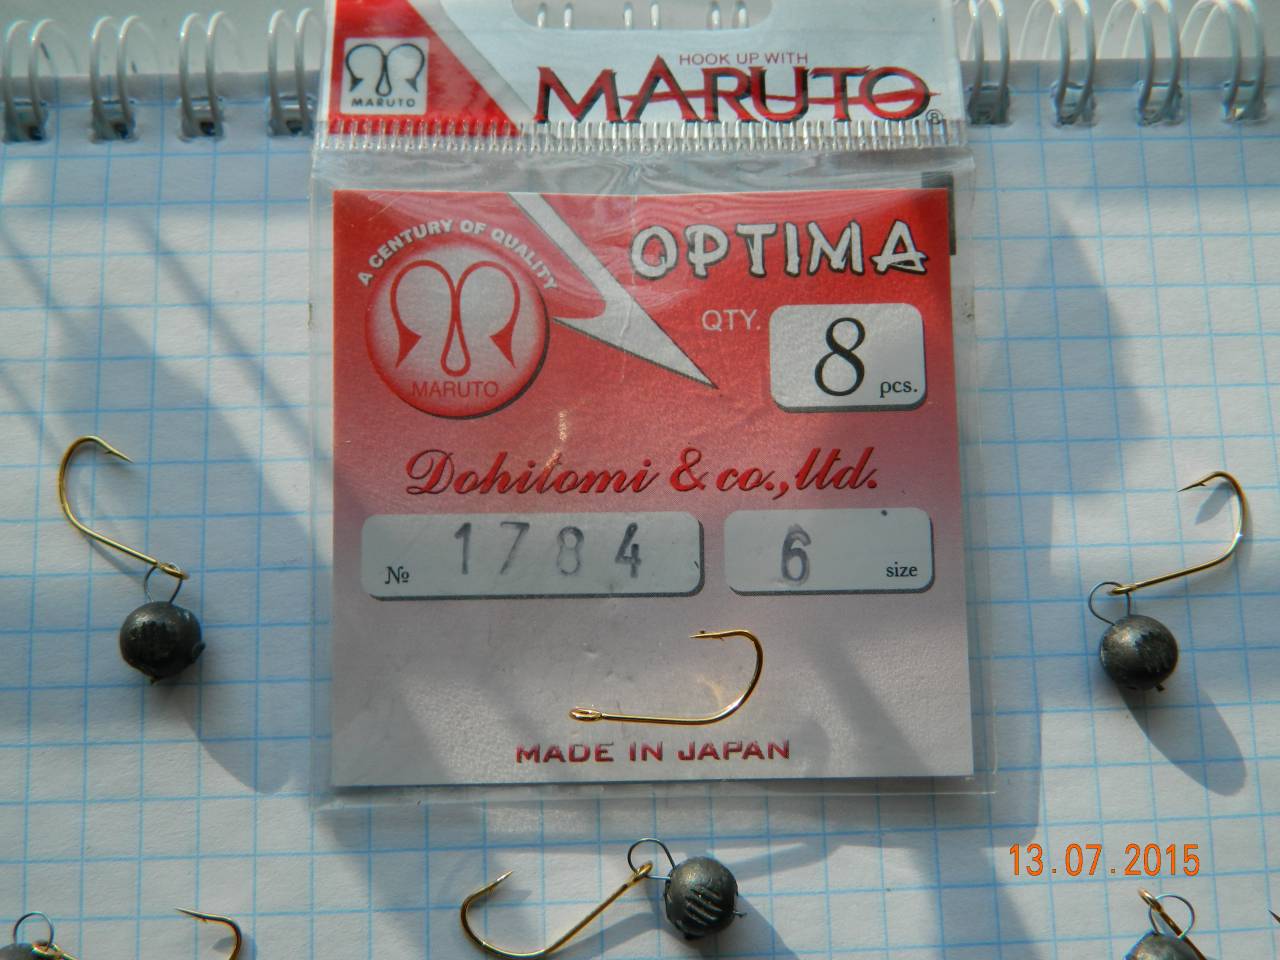 MARUTO
HOOK UP WITH
MARUTO®
A CENTURY OF QUALITY
MARUTO
OPTIMA
QTY. 8 pcs.
Dohitomi & co., ltd.
№ 1784
6 size
MADE IN JAPAN
13.07.2015